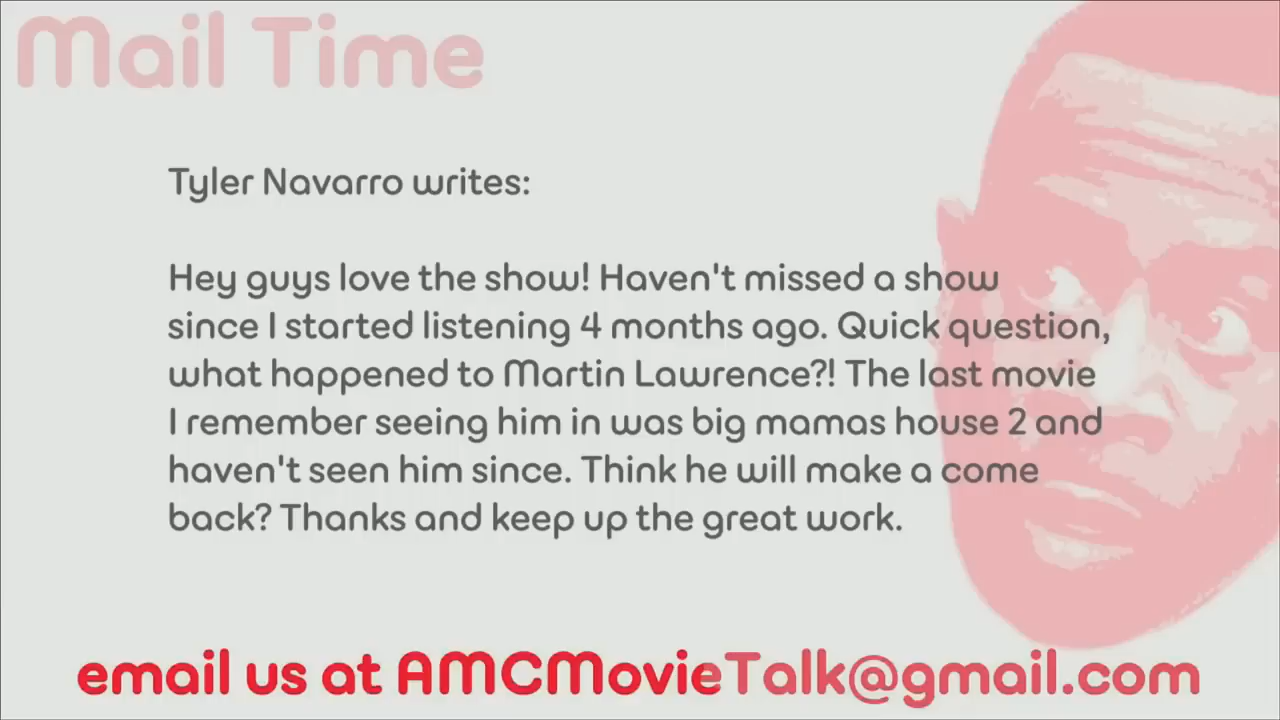 Mail Time
Tyler Navarro writes:
Hey guys love the show! Haven't missed a show
since I started listening 4 months ago. Quick question,
what happened to Martin Lawrence?! The last movie
I remember seeing him in was big mamas house 2 and
haven't seen him since. Think he will make a come
back? Thanks and keep up the great work.
email us at AMCMovieTalk@gmail.com